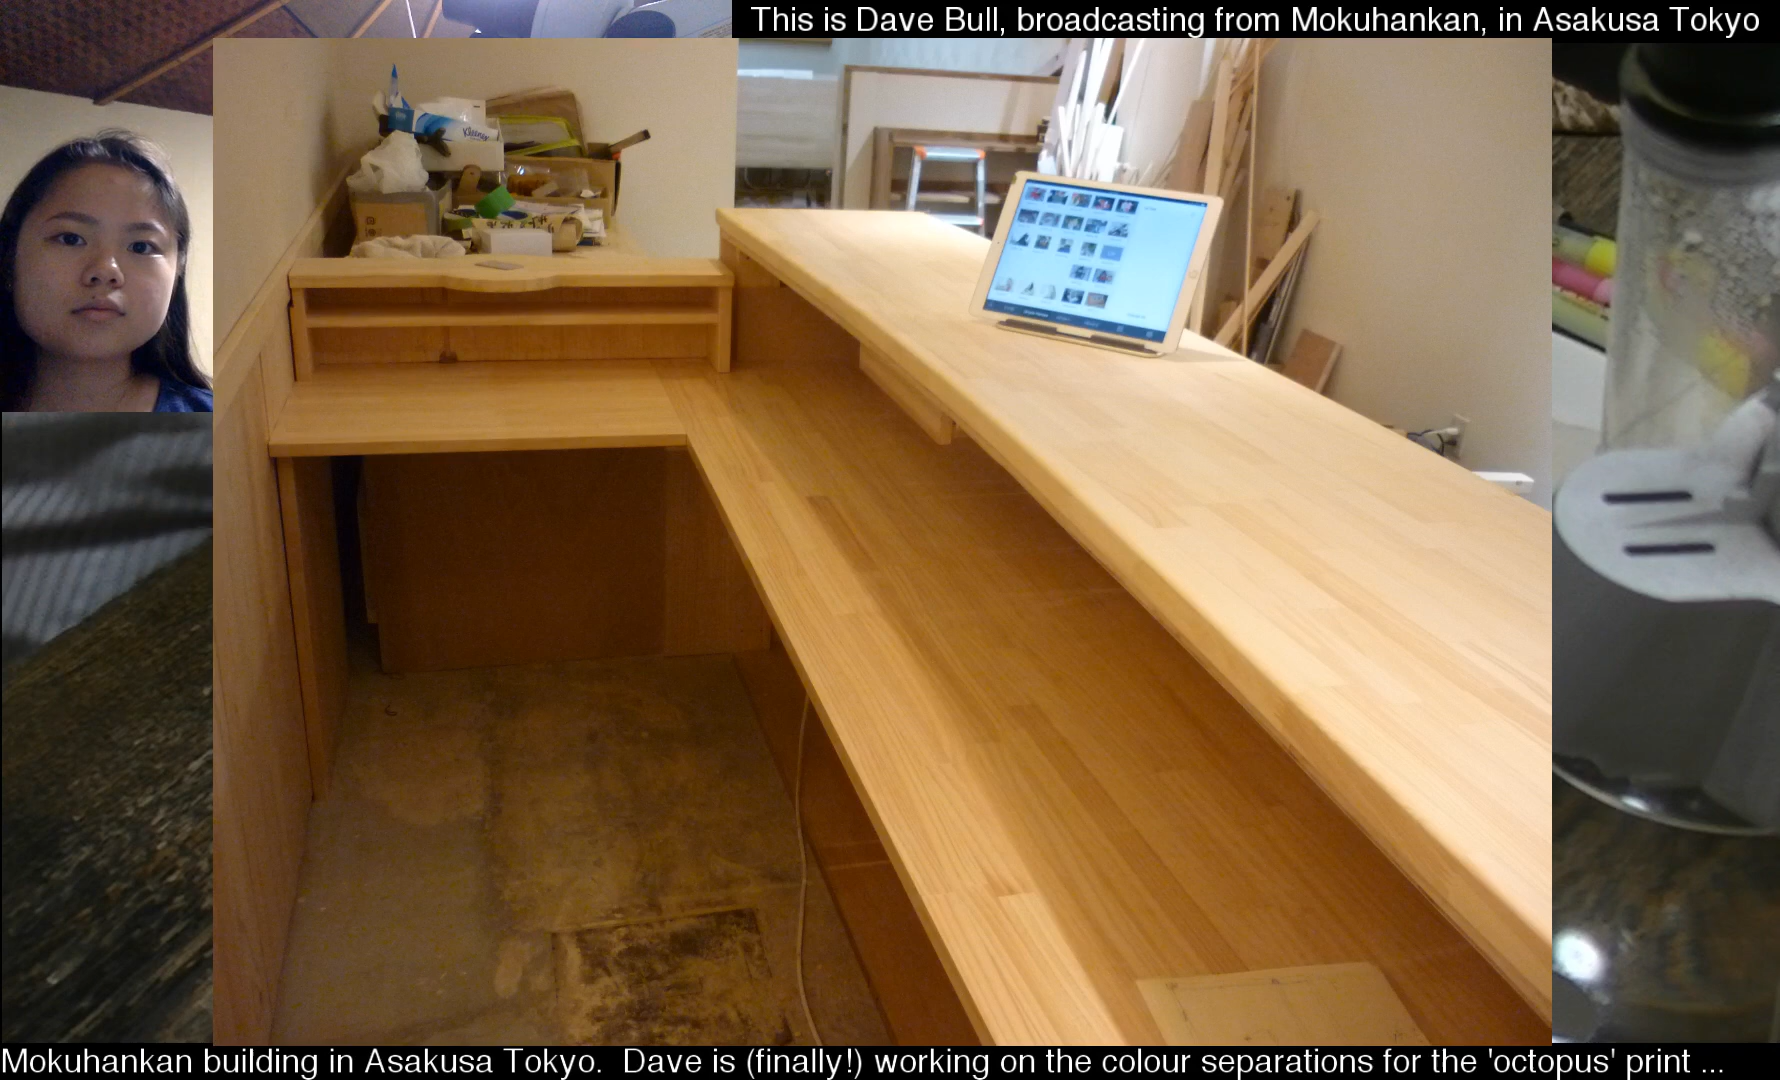 This is Dave Bull, broadcasting from Mokuhankan, in Asakusa Tokyo
Kleenex
Mokuhankan building in Asakusa Tokyo.  Dave is (finally!) working on the colour separations for the 'octopus' print ...